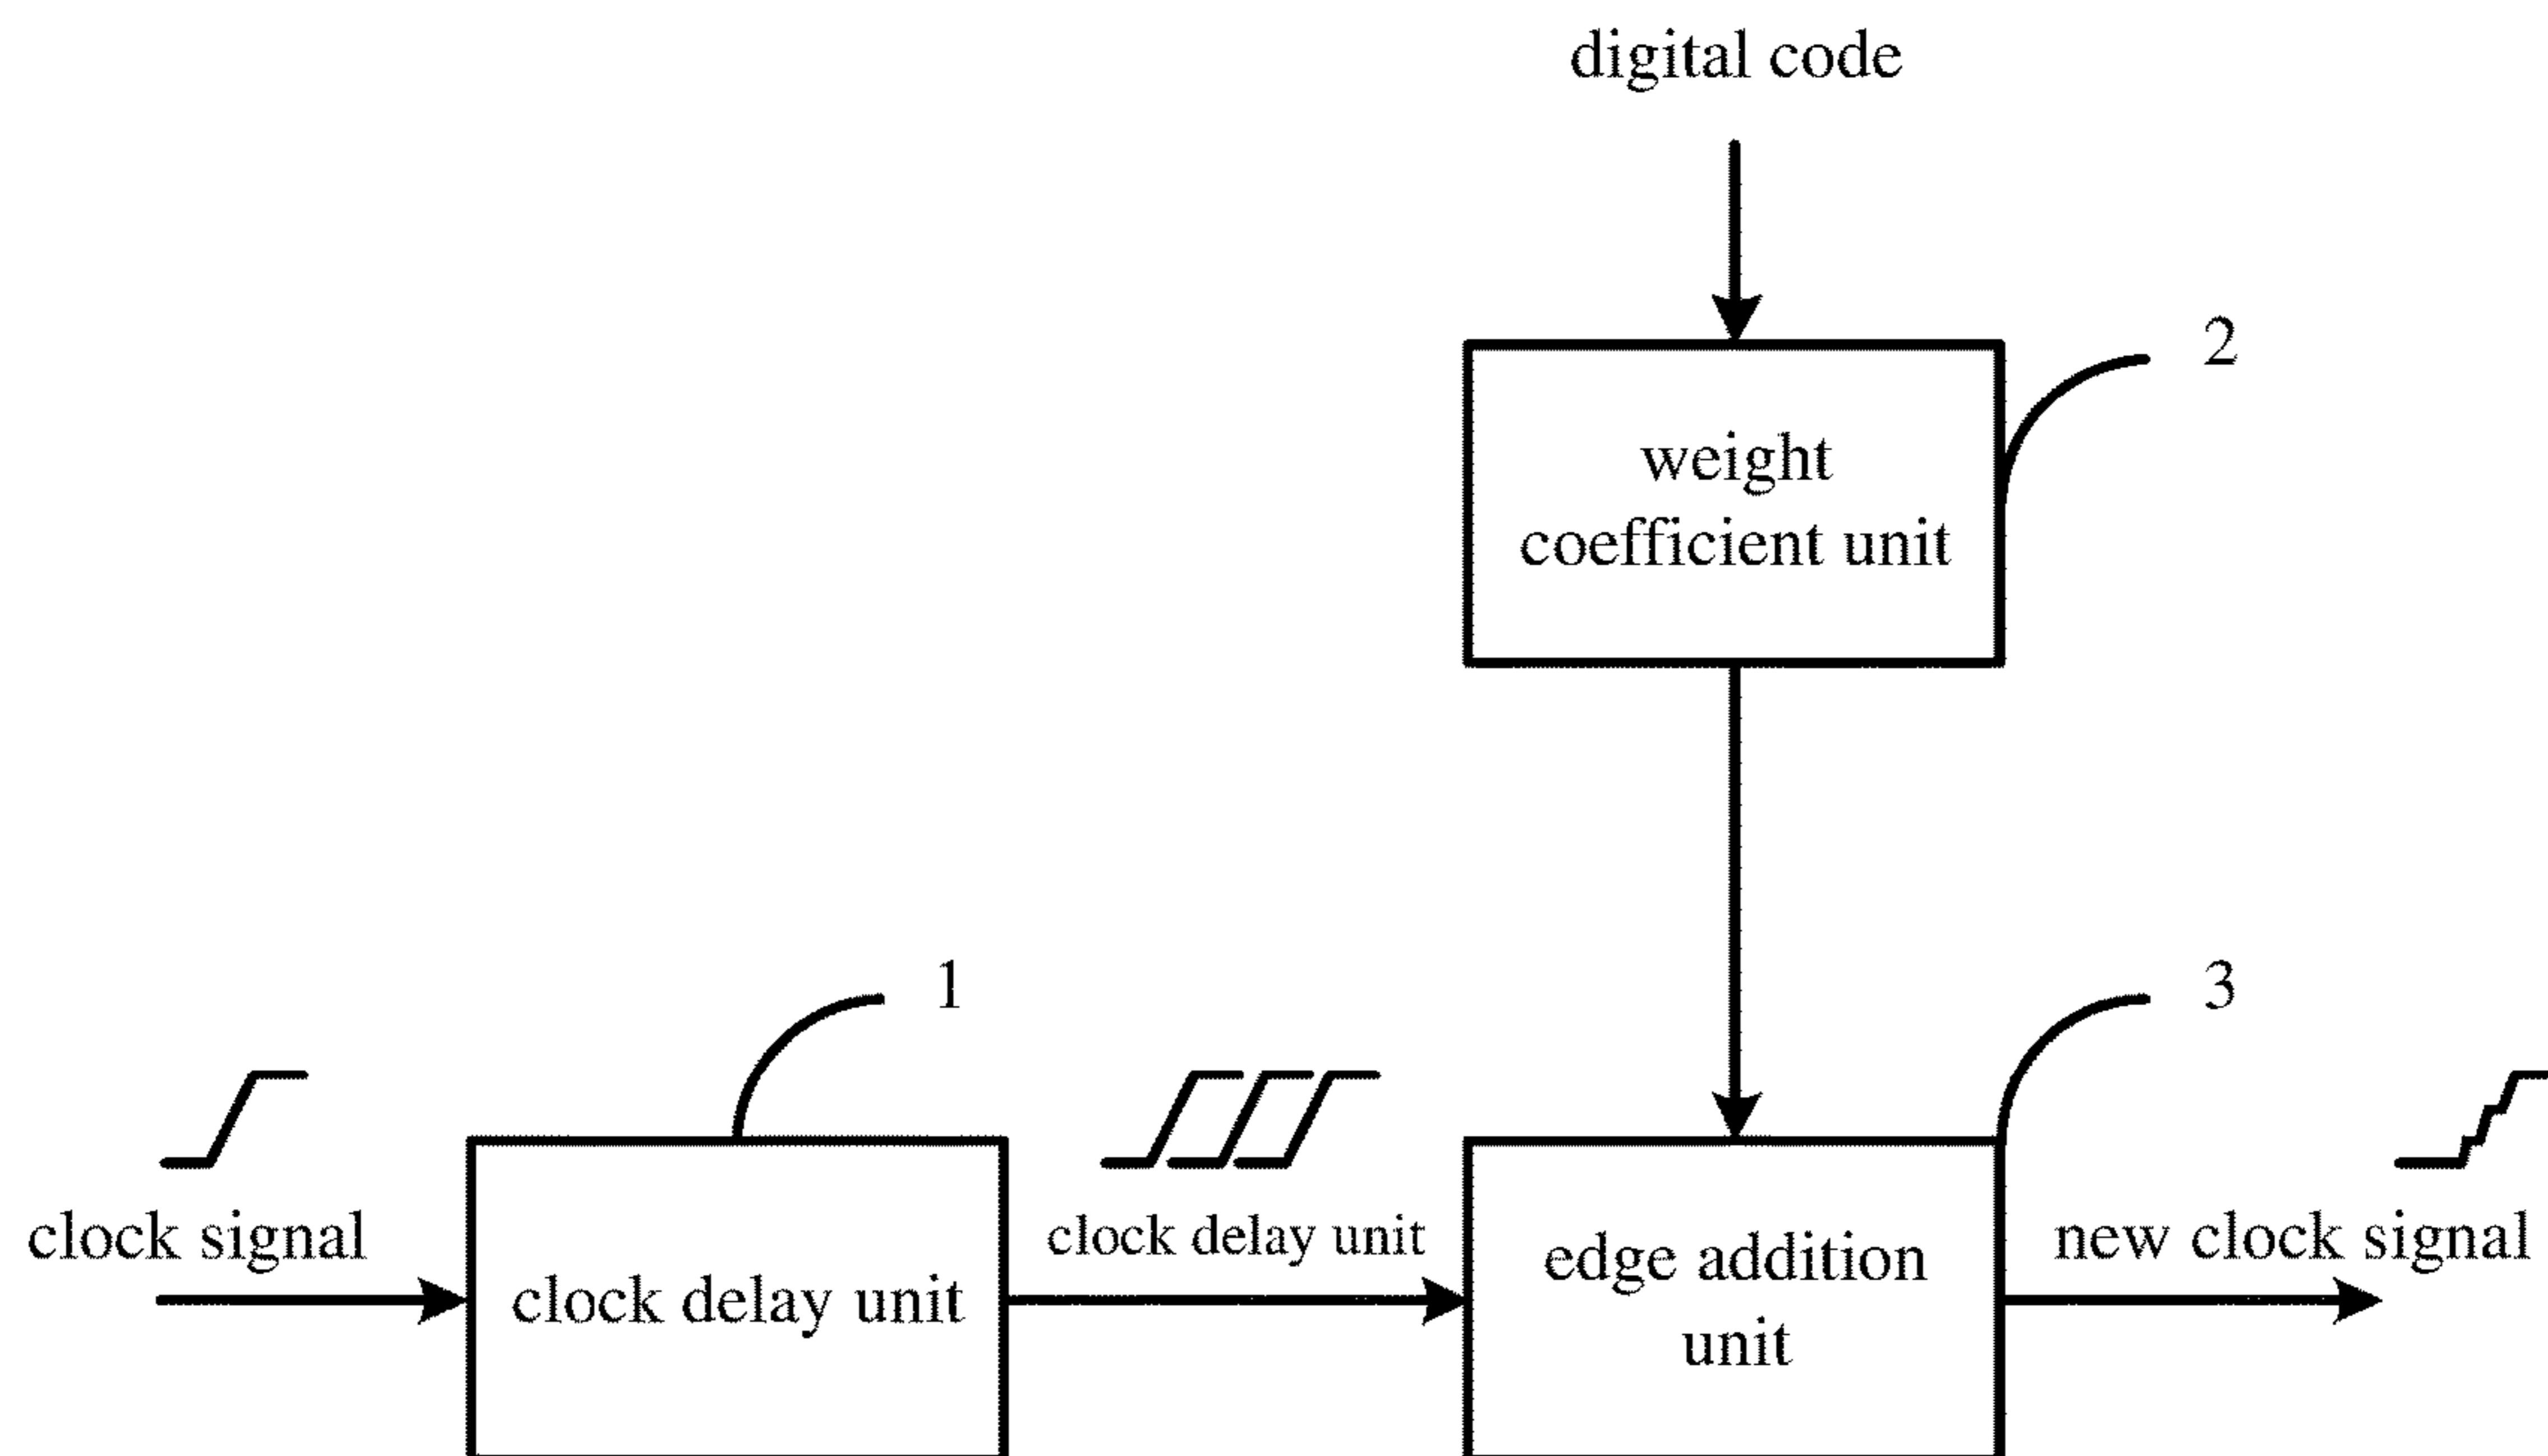 digital code
2
weight
coefficient unit
1
3
clock signal
clock delay unit
clock delay unit
edge addition
unit
new clock signal